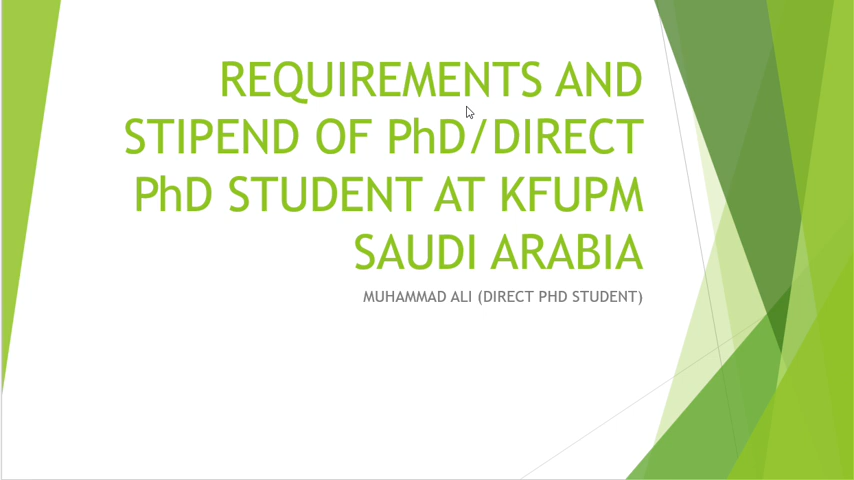 REQUIREMENTS AND
STIPEND OF PhD/DIRECT
PhD STUDENT AT KFUPM
SAUDI ARABIA
MUHAMMAD ALI (DIRECT PHD STUDENT)